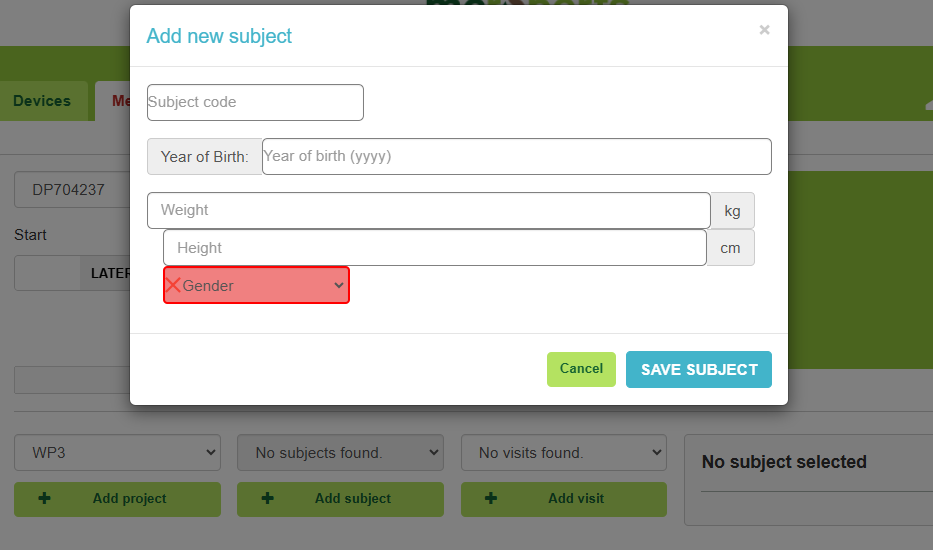 Add new subject
×
Devices
Me
Subject code
Year of Birth: Year of birth (yyyy)
DP704237
Weight kg
Start
Height cm
LATER
Gender
Cancel SAVE SUBJECT
WP3 No subjects found. No visits found. No subject selected
+ Add project + Add subject + Add visit